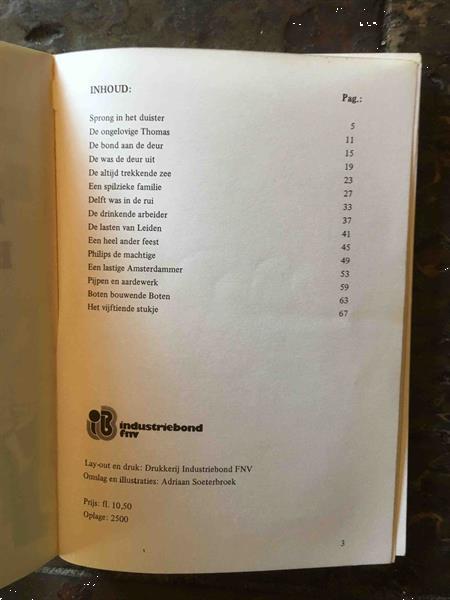 INHOUD:
Pag.:
Sprong in het duister 5
De ongelovige Thomas 11
De bond aan de deur 15
De was de deur uit 19
De altijd trekkende zee 23
Een spilzieke familie 27
Delft was in de rui 33
De drinkende arbeider 37
De lasten van Leiden 41
Een heel ander feest 45
Philips de machtige 49
Een lastige Amsterdammer 53
Pijpen en aardewerk 59
Boten bouwende Boten 63
Het vijftiende stukje 67
iB industriebond
fnv
Lay-out en druk: Drukkerij Industriebond FNV
Omslag en illustraties: Adriaan Soeterbroek
Prijs: fl. 10,50
Oplage: 2500
3